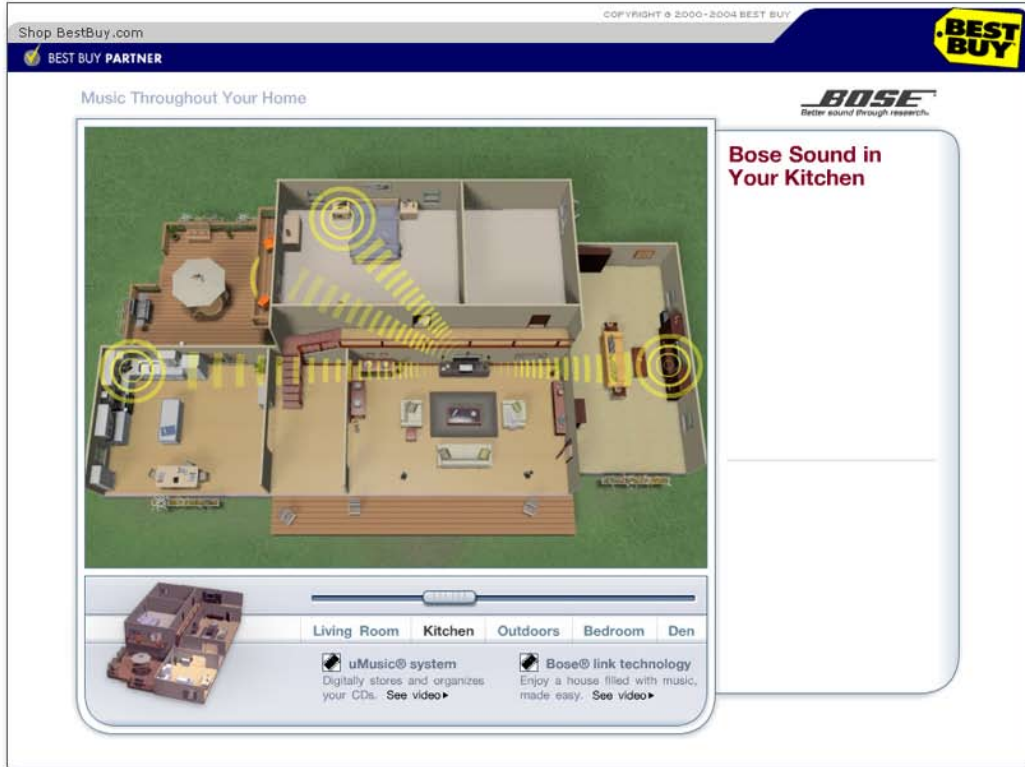 COPYRIGHT © 2000-2004 BEST BUY
Shop BestBuy.com
BEST BUY
BEST BUY PARTNER
Music Throughout Your Home
BOSE
Better sound through research®
Bose Sound in
Your Kitchen
Living Room Kitchen Outdoors Bedroom Den
uMusic® system
Digitally stores and organizes
your CDs. See video
Bose® link technology
Enjoy a house filled with music,
made easy. See video